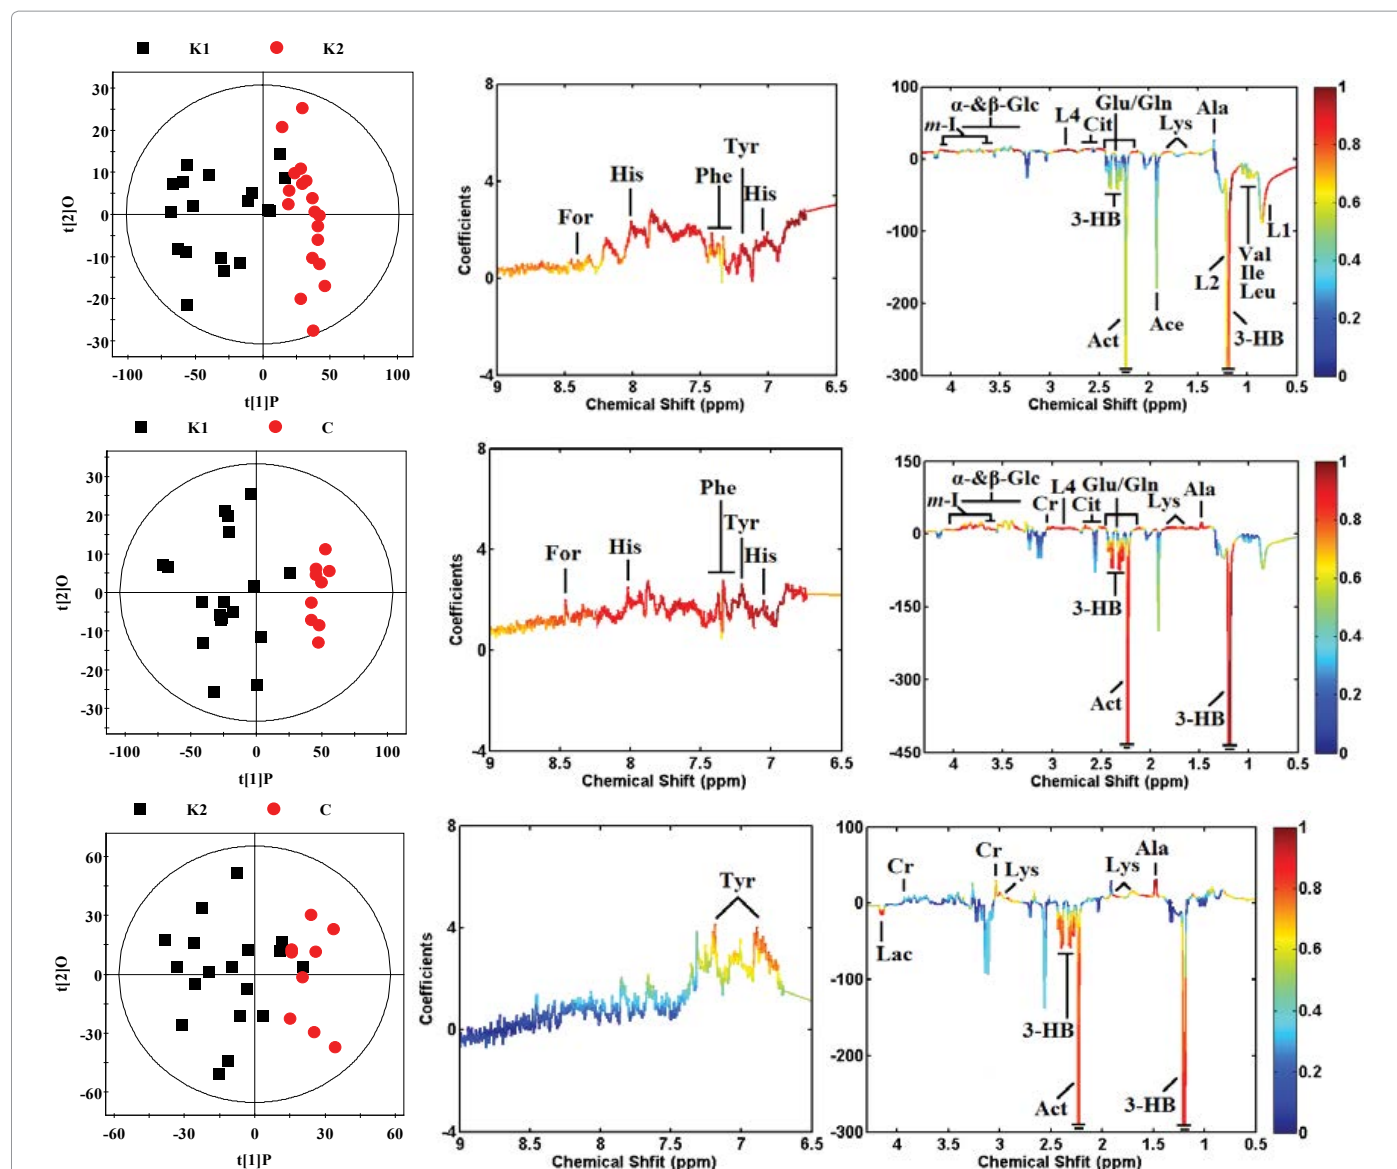 K1 K2
30
20
10
0
-10
-20
-30
t[2]O
-100 0 100
t[1]P
8
4
0
-4
Coefficients
For
His
Phe
Tyr
His
9 8.5 8 7.5 7 6.5
Chemical Shift (ppm)
100
0
-100
-200
-300
α-&β-Glc
m-I
L4
Cit
Glu/Gln
Lys
Ala
3-HB
Act
Ace
L2
Val
Ile
Leu
L1
3-HB
4 3.5 3 2.5 2 1.5 1 0.5
Chemical Shift (ppm)
1
0.8
0.6
0.4
0.2
0
K1 C
30
20
10
0
-10
-20
-30
t[2]O
-100 -50 0 50 100
t[1]P
8
4
0
-4
Coefficients
For
His
Phe
Tyr
His
9 8.5 8 7.5 7 6.5
Chemical Shift (ppm)
150
0
-150
-300
-450
α-&β-Glc
m-I
Cr
L4
Cit
Glu/Gln
Lys
Ala
3-HB
Act
3-HB
4 3.5 3 2.5 2 1.5 1 0.5
Chemical Shift (ppm)
1
0.8
0.6
0.4
0.2
0
K2 C
60
30
0
-30
-60
t[2]O
-60 -30 0 30 60
t[1]P
8
4
0
-4
Coefficients
Tyr
9 8.5 8 7.5 7 6.5
Chemical Shfit (ppm)
100
0
-100
-200
-300
Cr
Cr
Lys
Lys
Ala
Lac
3-HB
Act
3-HB
4 3.5 3 2.5 2 1.5 1 0.5
Chemical Shift (ppm)
1
0.8
0.6
0.4
0.2
0